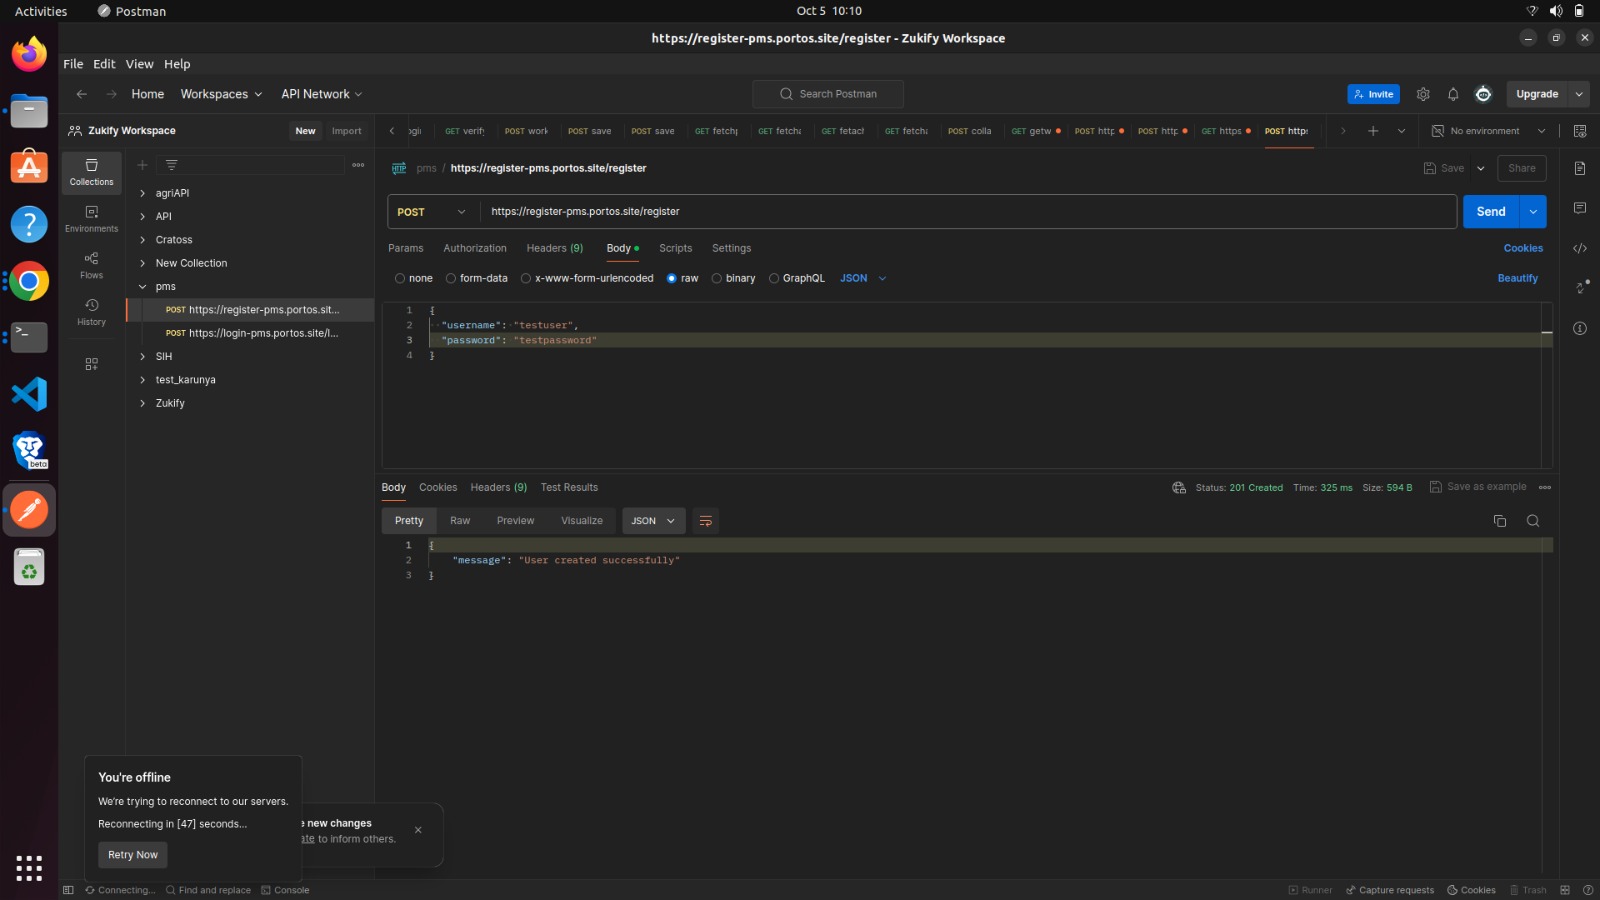 Activities Postman Oct 5 10:10
https://register-pms.portos.site/register - Zukify Workspace
File Edit View Help
Home Workspaces API Network Search Postman Invite Upgrade
Zukify Workspace New Import
GET verify POST work POST save POST save GET GET fetcha GET fetach GET fetcha POST colla GET getw POST http POST http GET https POST https No environment
Collections
Environments
Flows
History
agriAPI
API
Cratoss
New Collection
pms
POST https://register-pms.portos.sit...
POST https://login-pms.portos.site/l...
SIH
test_karunya
Zukify
beta
pms / https://register-pms.portos.site/register Save Share
POST https://register-pms.portos.site/register Send
Params Authorization Headers (9) Body Scripts Settings Cookies
none form-data x-www-form-urlencoded raw binary GraphQL JSON Beautify
1 {
2 "username": "testuser",
3 "password": "testpassword"
4 }
Body Cookies Headers (9) Test Results Status: 201 Created Time: 325 ms Size: 594 B Save as example
Pretty Raw Preview Visualize JSON
1 {
2 "message": "User created successfully"
3 }
You're offline
We're trying to reconnect to our servers.
Reconnecting in [47] seconds...
Retry Now
e new changes
ate to inform others.
Connecting... Find and replace Console Runner Capture requests Cookies Trash